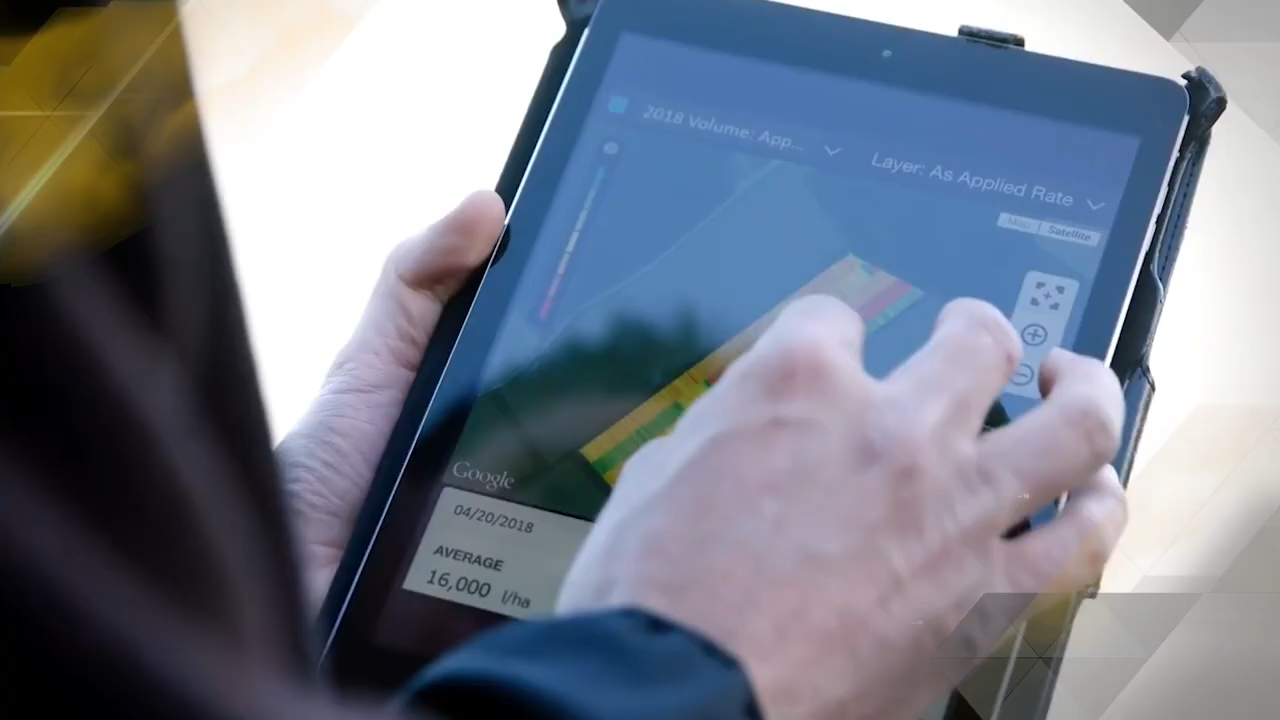 2018 Volume: App...
Layer: As Applied Rate
Map | Satellite
Google
04/20/2018
AVERAGE
16,000 l/ha